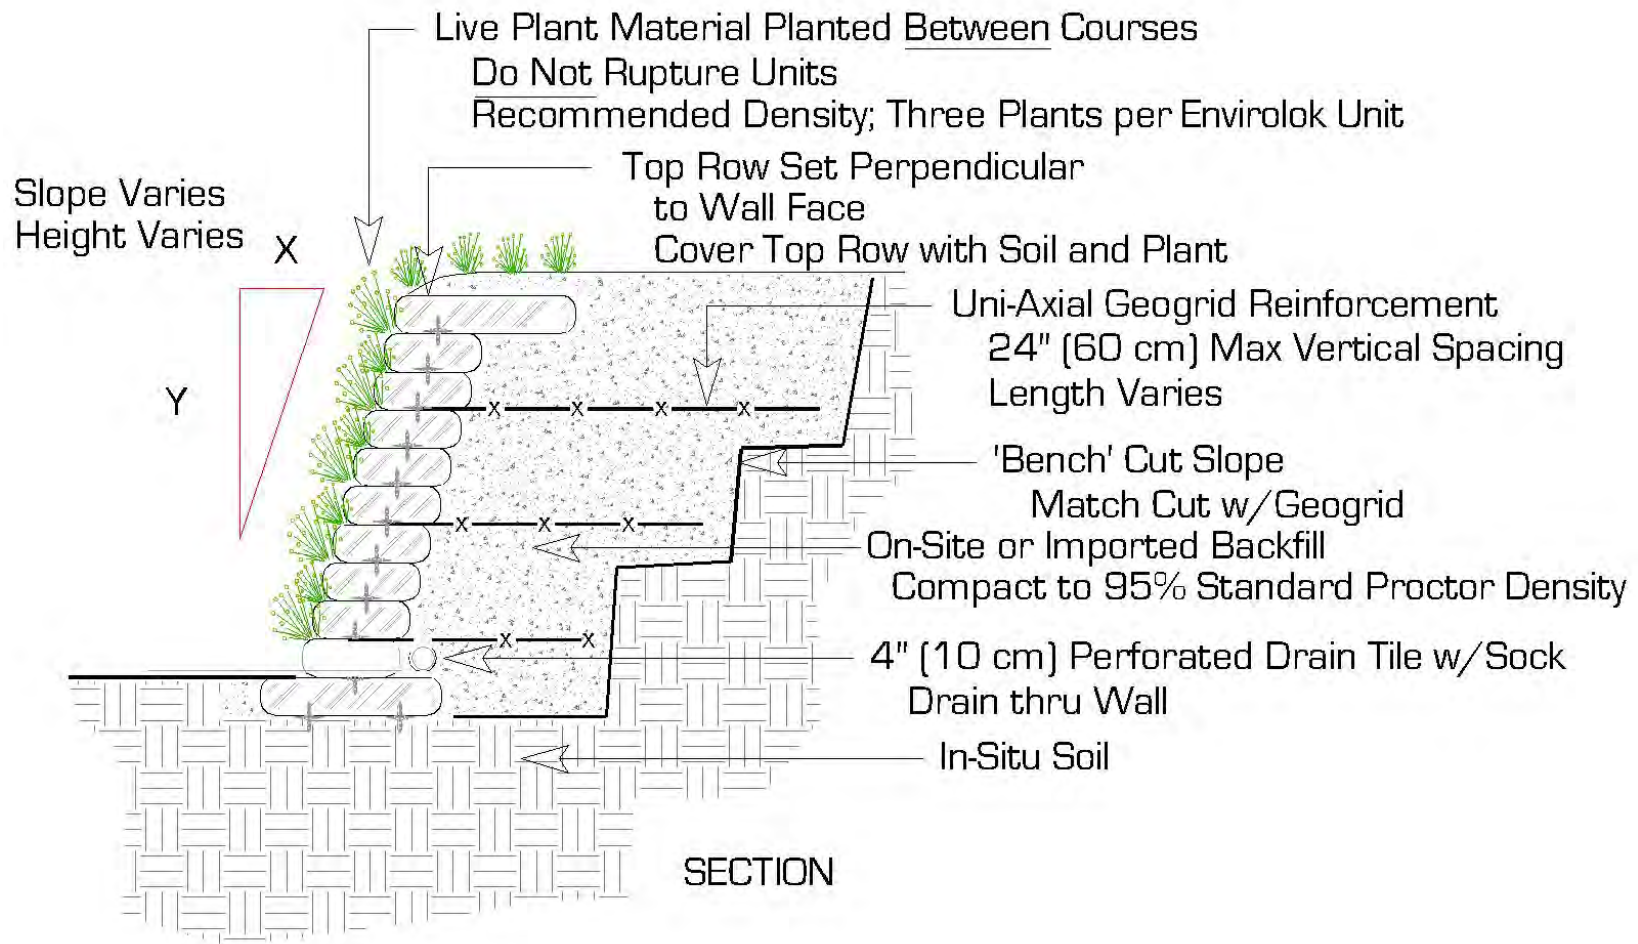 Live Plant Material Planted Between Courses
Do Not Rupture Units
Recommended Density; Three Plants per Envirolok Unit
Top Row Set Perpendicular
to Wall Face
Cover Top Row with Soil and Plant
Slope Varies
Height Varies
X
Y
Uni-Axial Geogrid Reinforcement
24" (60 cm) Max Vertical Spacing
Length Varies
X X X X
'Bench' Cut Slope
Match Cut w/Geogrid
X X X
On-Site or Imported Backfill
Compact to 95% Standard Proctor Density
X X
4" (10 cm) Perforated Drain Tile w/Sock
Drain thru Wall
In-Situ Soil
SECTION